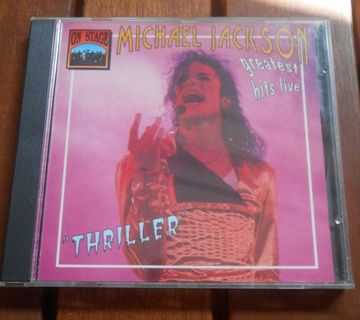 ON STAGE
MICHAEL JACKSON
greatest
hits live
"THRILLER"